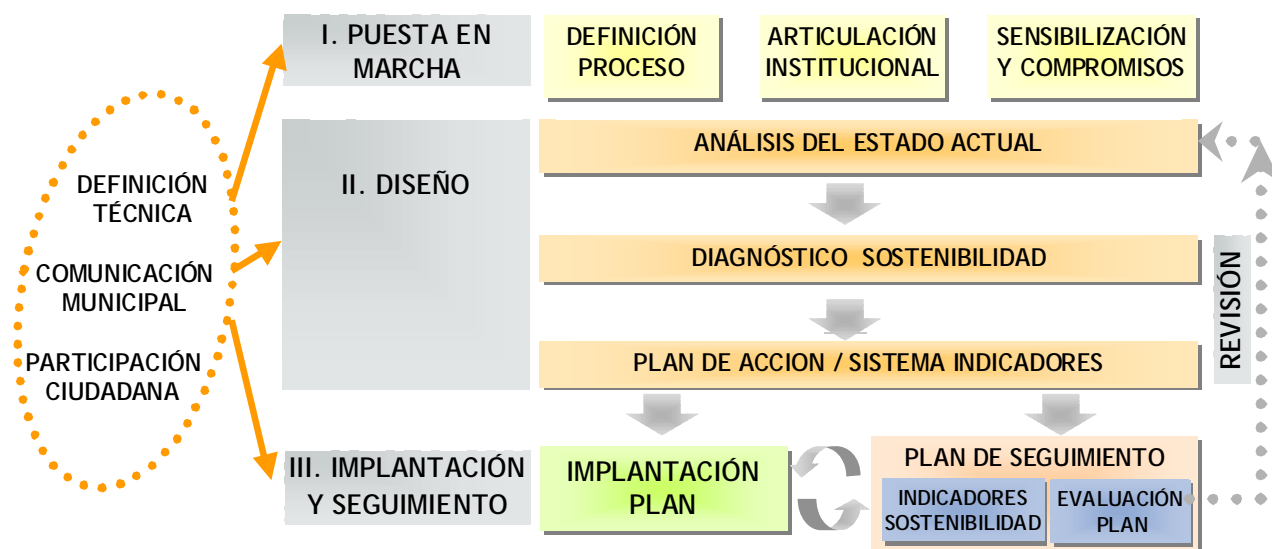 I. PUESTA EN
MARCHA
DEFINICIÓN
PROCESO
ARTICULACIÓN
INSTITUCIONAL
SENSIBILIZACIÓN
Y COMPROMISOS
DEFINICIÓN
TÉCNICA
COMUNICACIÓN
MUNICIPAL
PARTICIPACIÓN
CIUDADANA
II. DISEÑO
ANÁLISIS DEL ESTADO ACTUAL
DIAGNÓSTICO SOSTENIBILIDAD
PLAN DE ACCION / SISTEMA INDICADORES
REVISIÓN
III. IMPLANTACIÓN
Y SEGUIMIENTO
IMPLANTACIÓN
PLAN
PLAN DE SEGUIMIENTO
INDICADORES
SOSTENIBILIDAD
EVALUACIÓN
PLAN